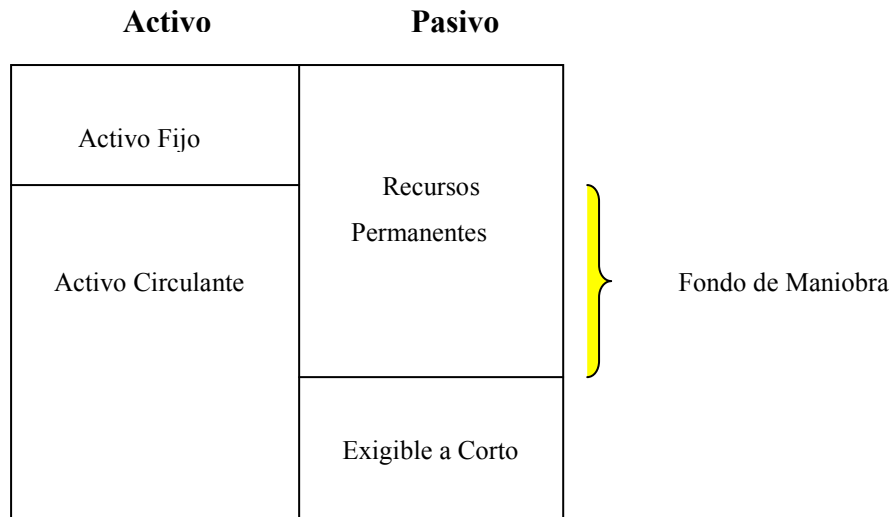 Activo
Pasivo
Activo Fijo
Recursos
Permanentes
Activo Circulante
Fondo de Maniobra
Exigible a Corto